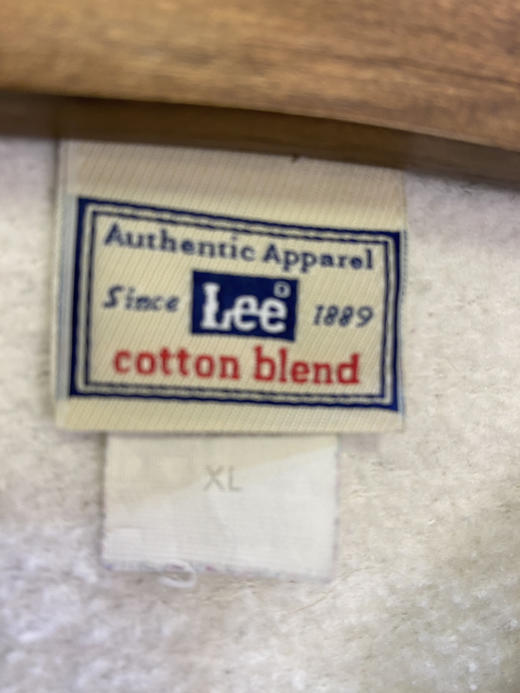 Authentic Apparel
Since Lee 1889
cotton blend
XL